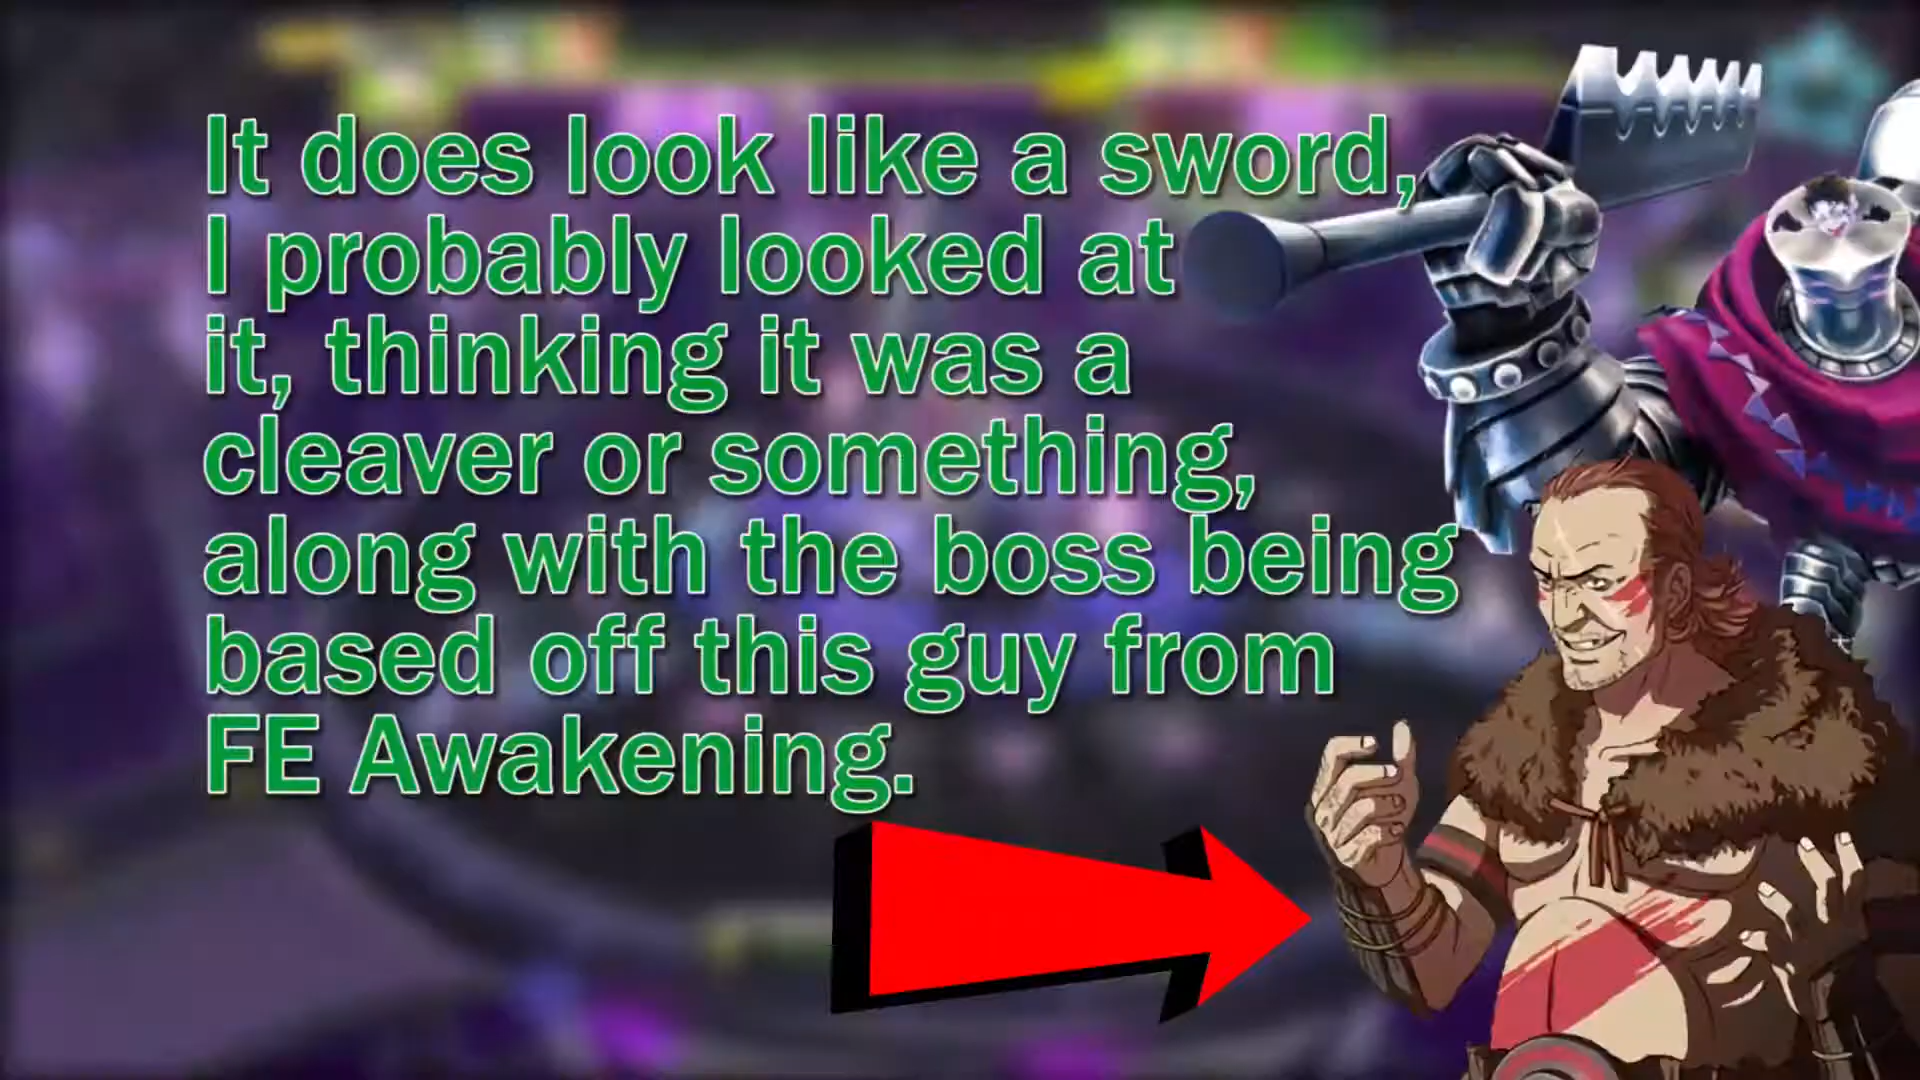 It does look like a sword,
I probably looked at
it, thinking it was a
cleaver or something,
along with the boss being
based off this guy from
FE Awakening.